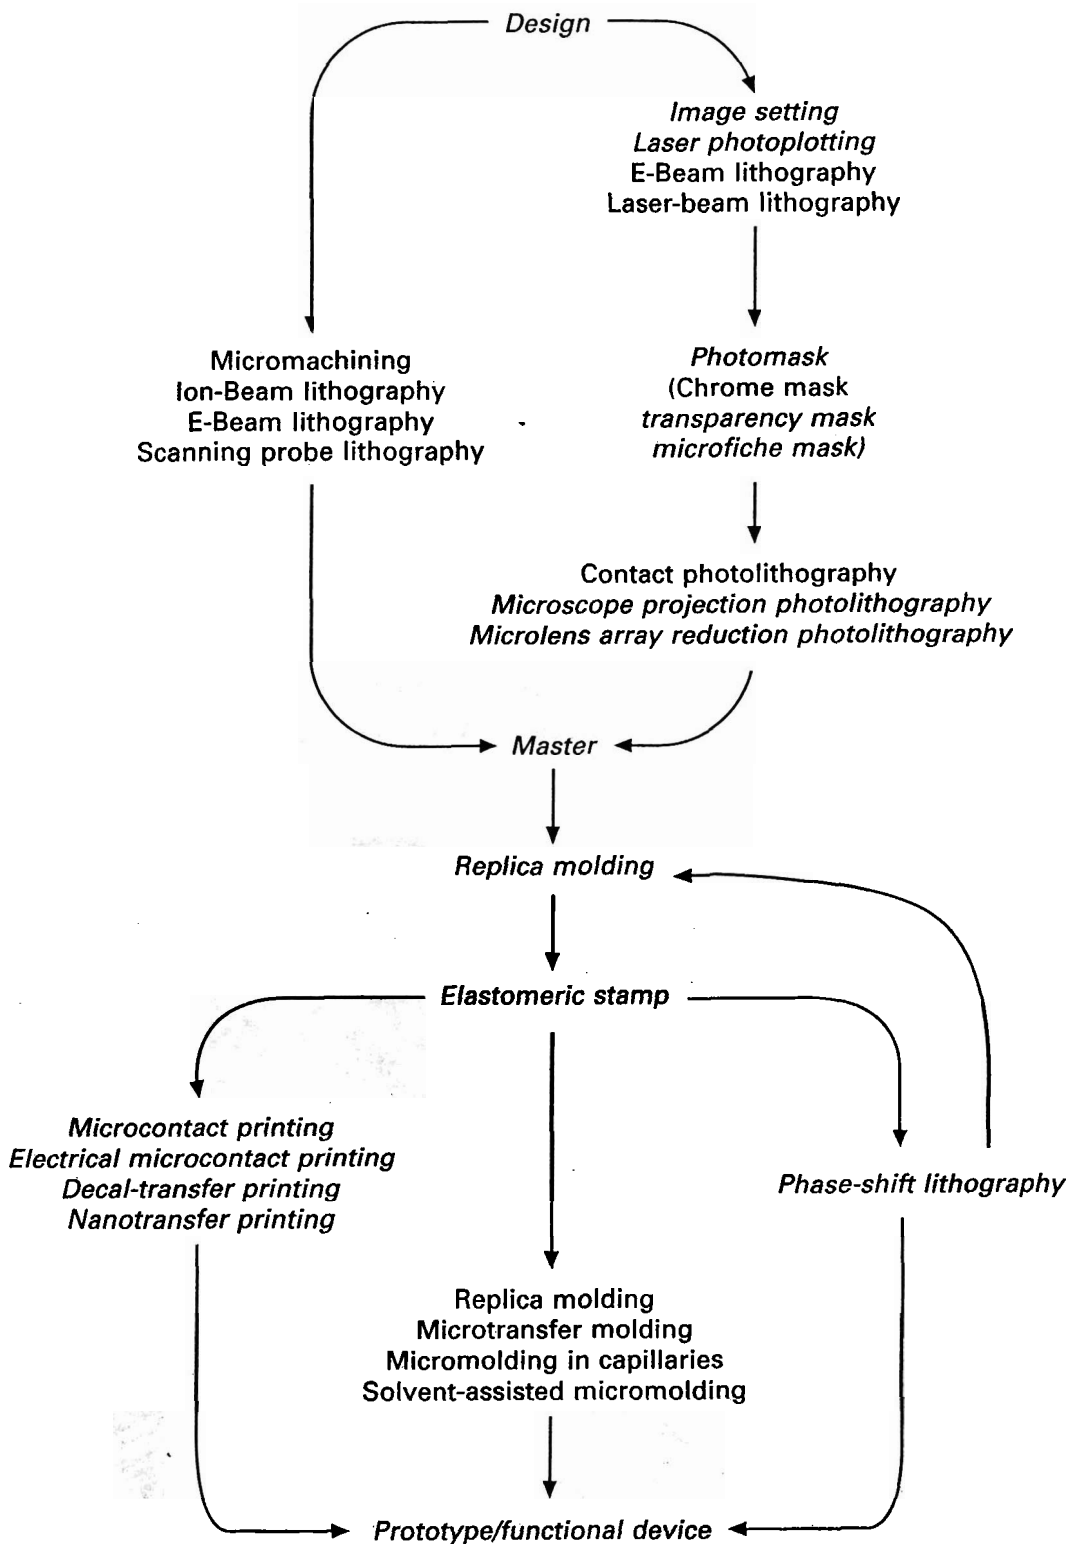 Design
Image setting
Laser photoplotting
E-Beam lithography
Laser-beam lithography
Micromachining
Ion-Beam lithography
E-Beam lithography
Scanning probe lithography
Photomask
(Chrome mask
transparency mask
microfiche mask)
Contact photolithography
Microscope projection photolithography
Microlens array reduction photolithography
Master
Replica molding
Elastomeric stamp
Microcontact printing
Electrical microcontact printing
Decal-transfer printing
Nanotransfer printing
Phase-shift lithography
Replica molding
Microtransfer molding
Micromolding in capillaries
Solvent-assisted micromolding
Prototype/functional device